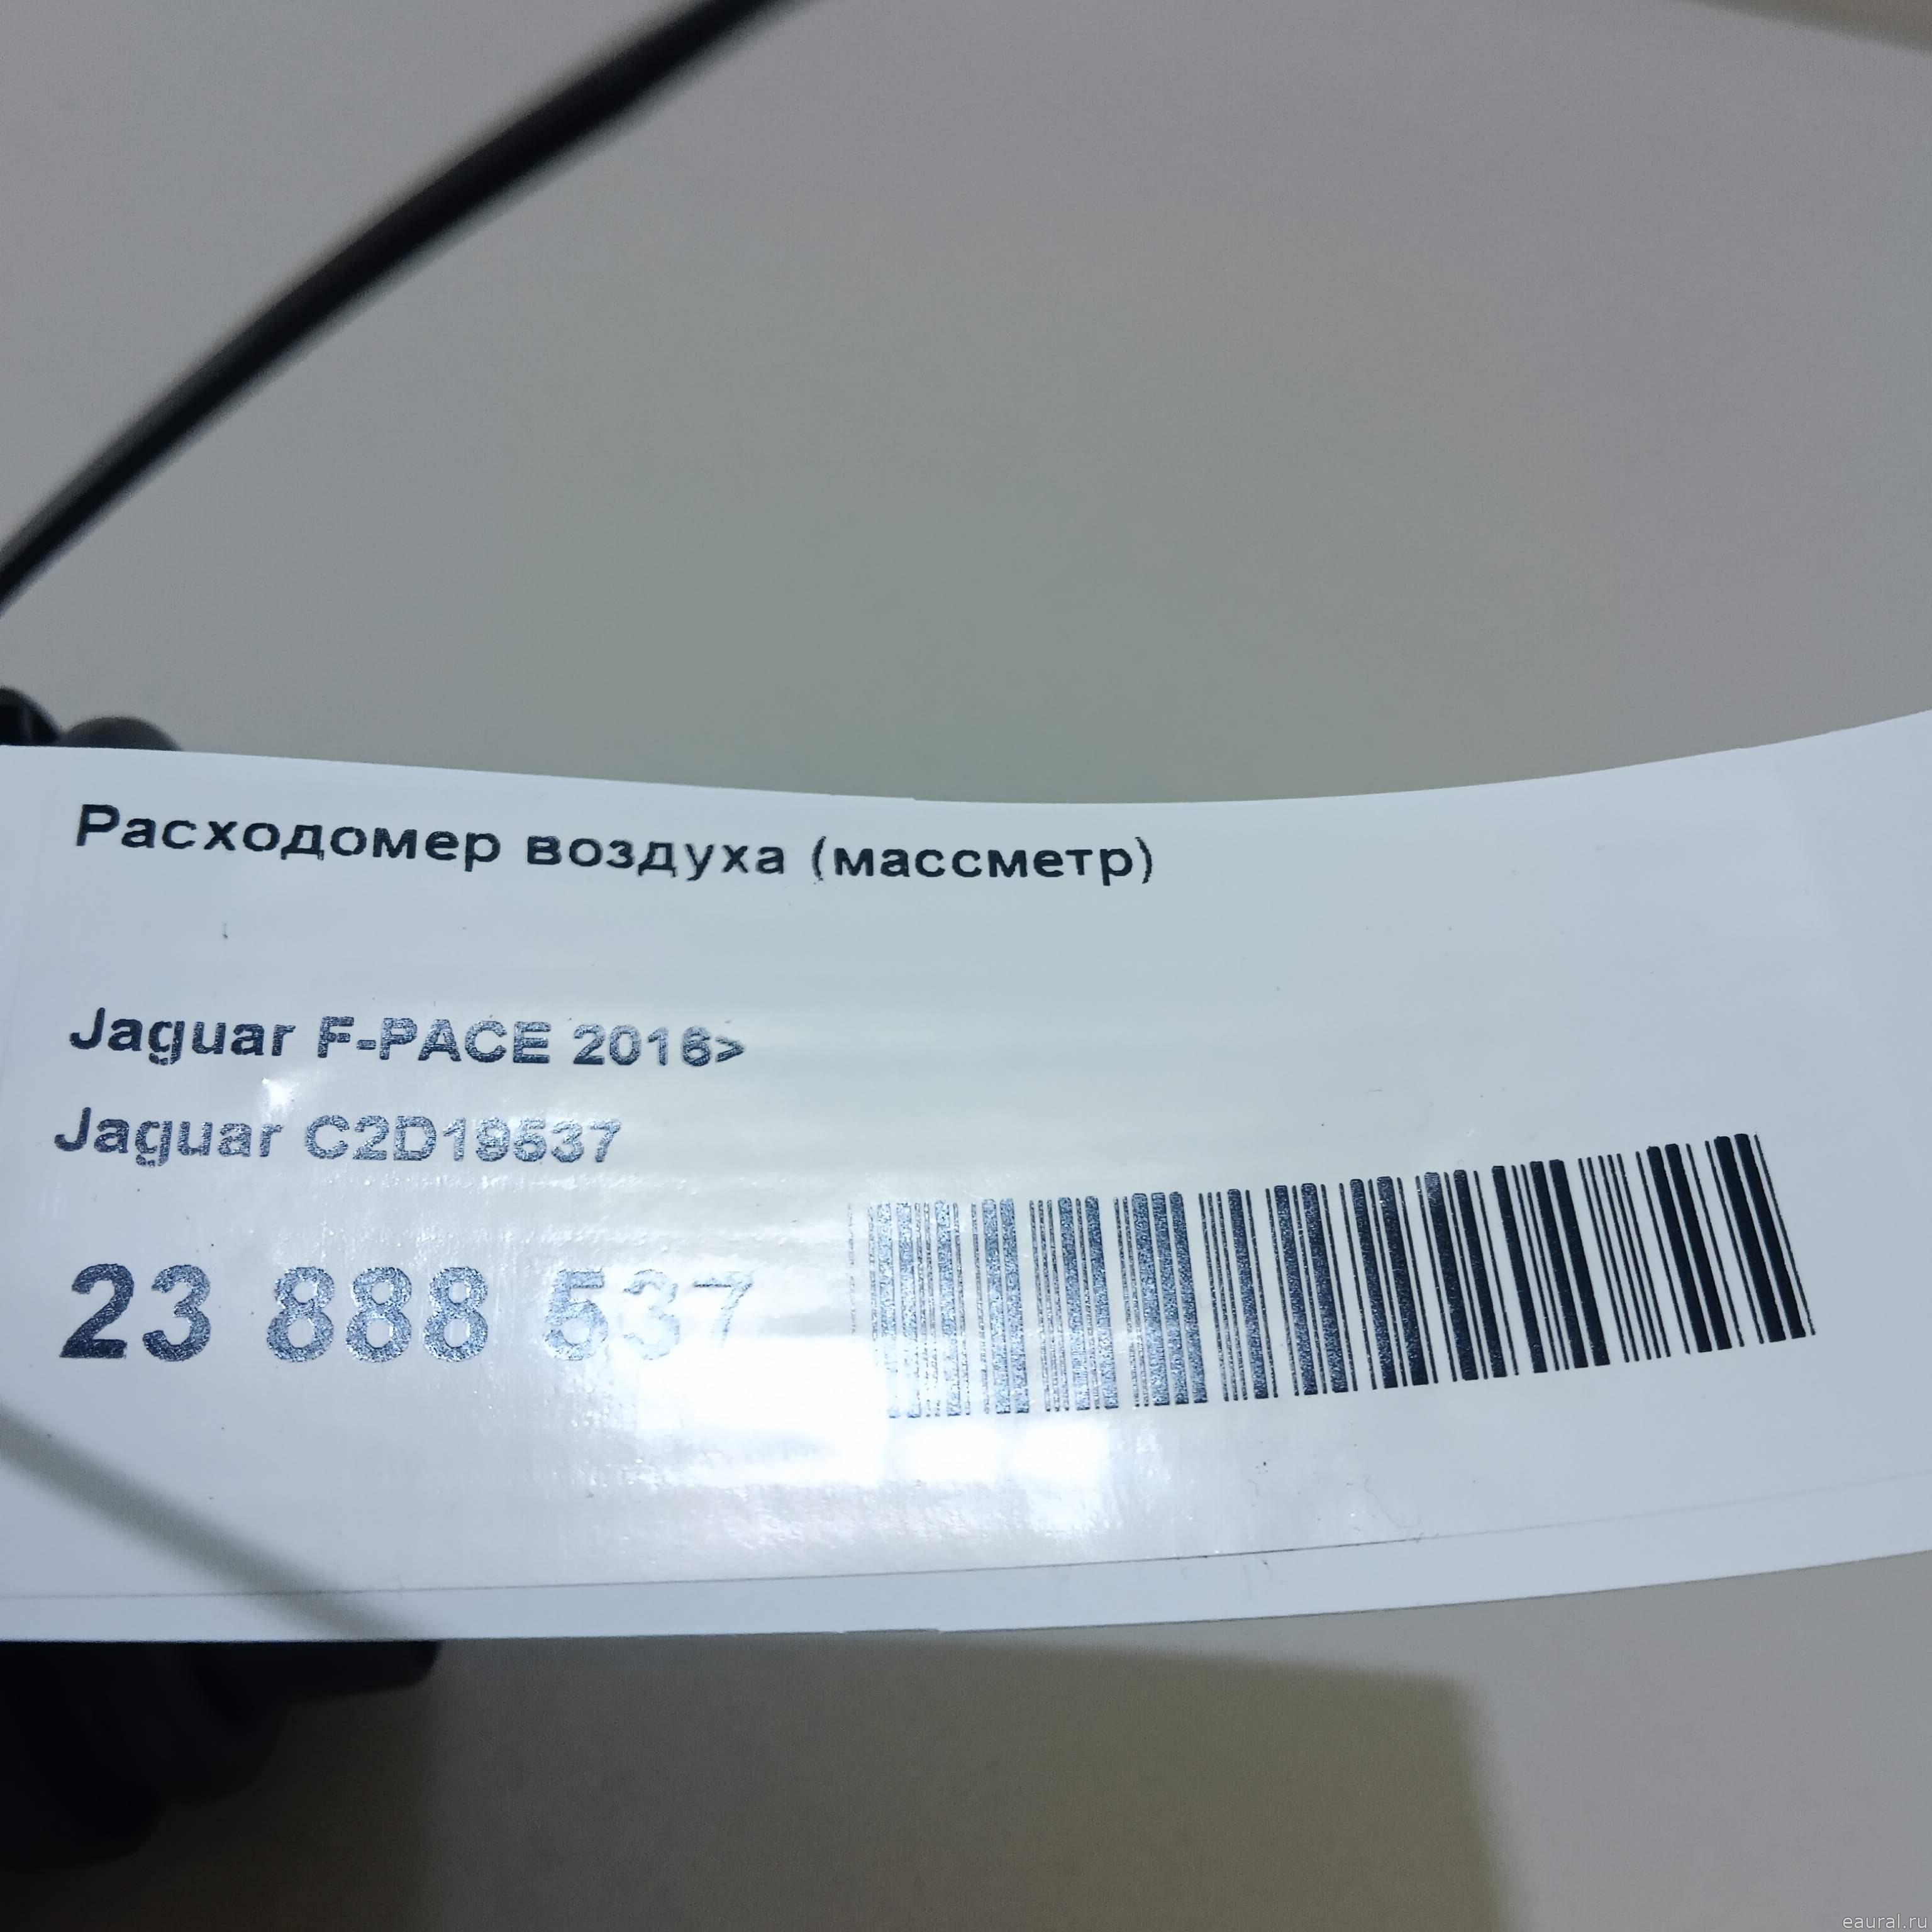 Расходомер воздуха (массметр)
Jaguar F-PACE 2016>
Jaguar C2D19537
23 888 537
eaural.ru